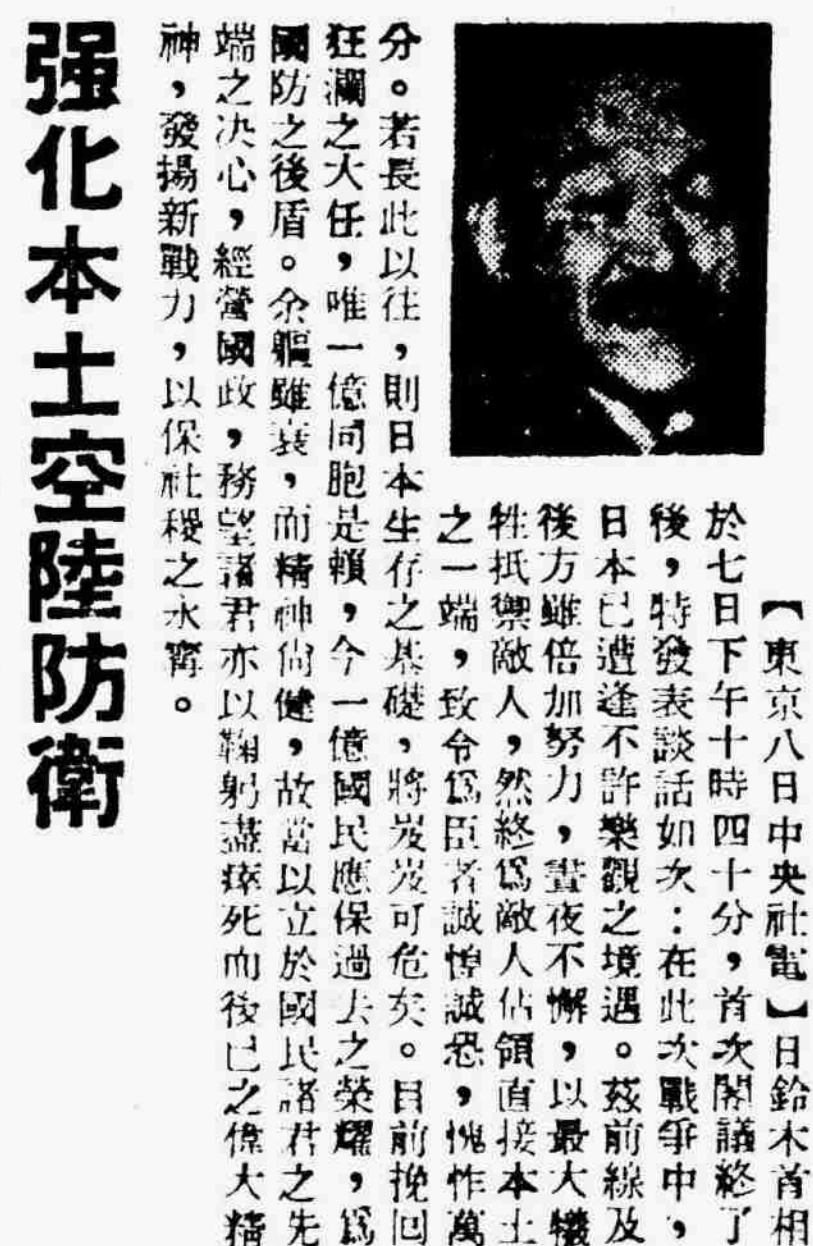 【東京八日中央社電】日鈴木首相
於七日下午十時四十分，首次閣議終了
後，特發表談話如次：在此次戰爭中，
日本已遭逢不許樂觀之境遇。茲前線及
後方雖倍加努力，晝夜不懈，以最大犧
牲抵禦敵人，然終爲敵人佔領直接本土
之一端，致令爲臣者誠惶誠恐，愧怍萬
分。若長此以往，則日本生存之基礎，將岌岌可危矣。目前挽回
狂瀾之大任，唯一億同胞是賴，今一億國民應保過去之榮耀，爲
國防之後盾。余軀雖衰，而精神尙健，故當以立於國民諸君之先
端之决心，經營國政，務望諸君亦以鞠躬盡瘁死而後已之偉大精
神，發揚新戰力，以保社稷之永寗。
强化本土空陸防衛